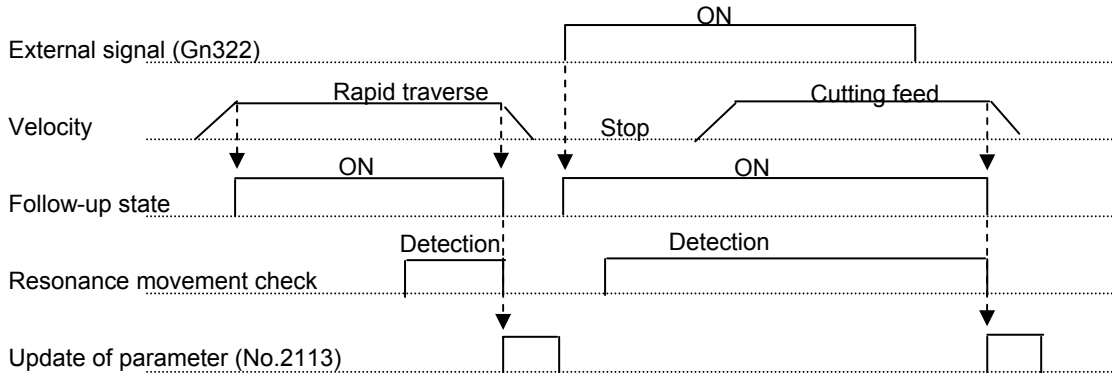 ON
External signal (Gn322)
Rapid traverse
Cutting feed
Velocity
Stop
ON
ON
Follow-up state
Detection
Detection
Resonance movement check
Update of parameter (No.2113)